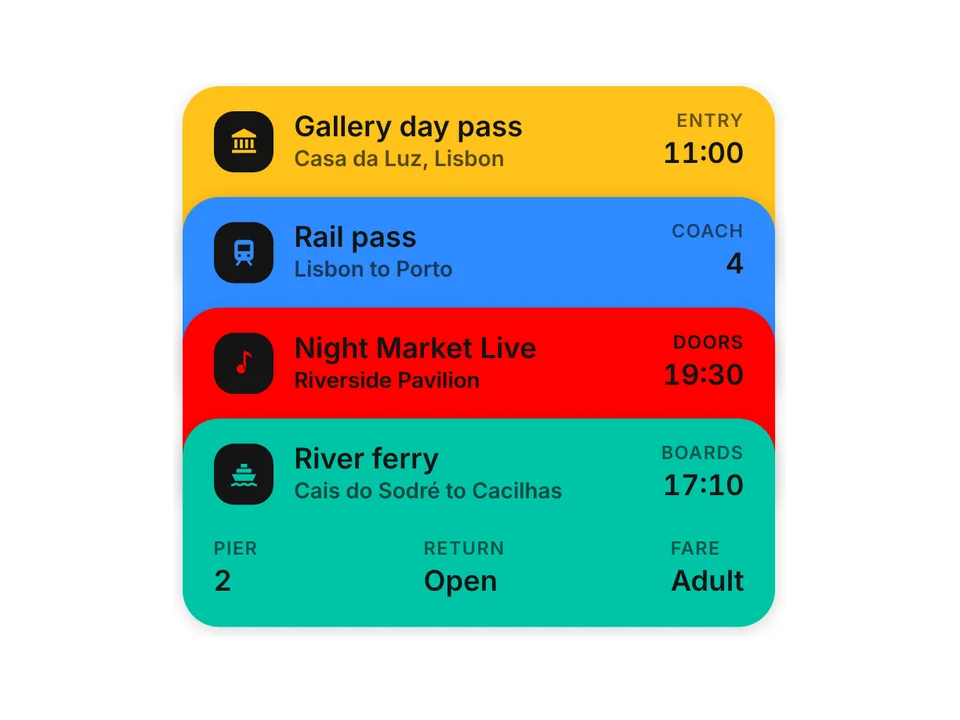 Gallery day pass
Casa da Luz, Lisbon
ENTRY
11:00
Rail pass
Lisbon to Porto
COACH
4
Night Market Live
Riverside Pavilion
DOORS
19:30
River ferry
Cais do Sodré to Cacilhas
BOARDS
17:10
PIER
2
RETURN
Open
FARE
Adult